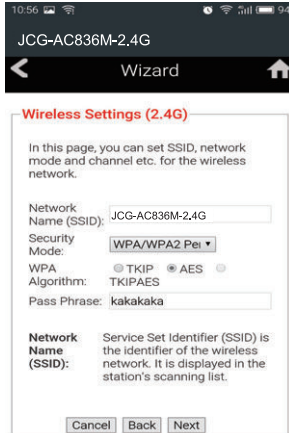 10:56 94
JCG-AC836M-2.4G
Wizard
Wireless Settings (2.4G)
In this page, you can set SSID, network
mode and channel etc. for the wireless
network.
Network
Name (SSID): JCG-AC836M-2.4G
Security
Mode: WPA/WPA2 Per
WPA
Algorithm: TKIP AES
TKIPAES
Pass Phrase: kakakaka
Network Service Set Identifier (SSID) is
Name the identifier of the wireless
(SSID): network. It is displayed in the
station's scanning list.
Cancel Back Next